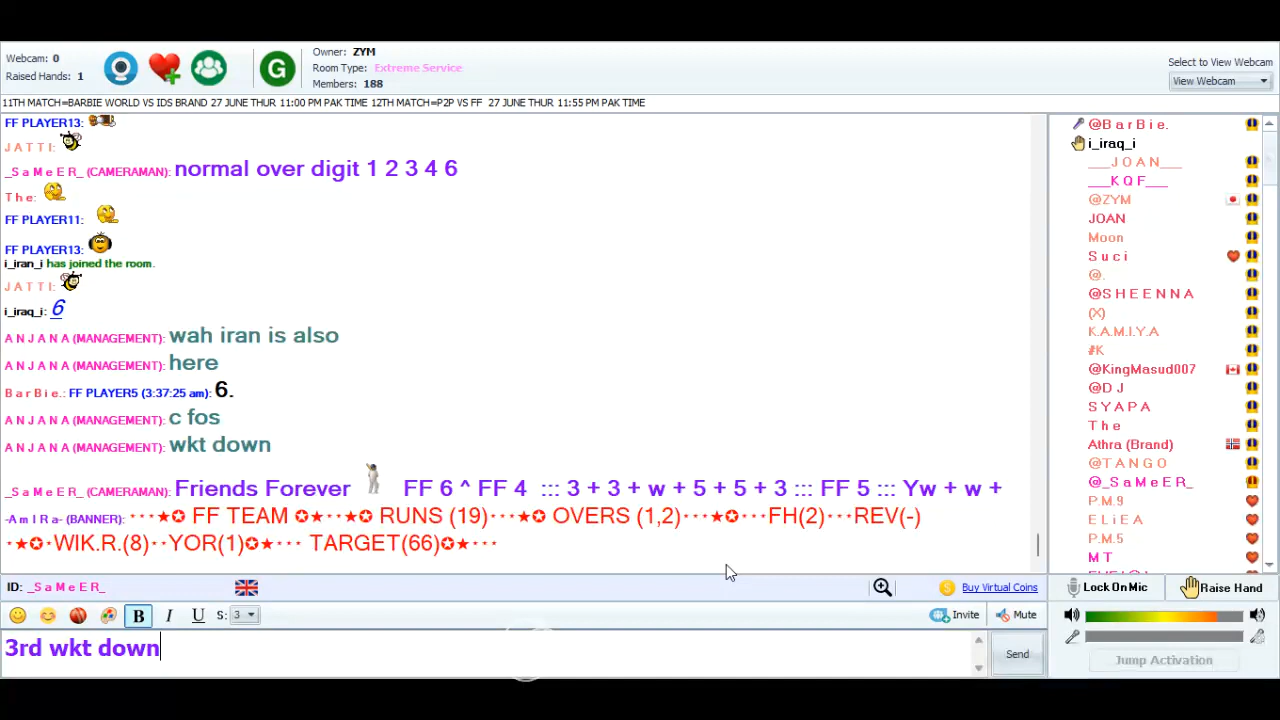 Webcam: 0
Raised Hands: 1
G
Owner: ZYM
Room Type: Extreme Service
Members: 188
Select to View Webcam
View Webcam
11TH MATCH=BARBIE WORLD VS IDS BRAND 27 JUNE THUR 11:00 PM PAK TIME 12TH MATCH=P2P VS FF 27 JUNE THUR 11:55 PM PAK TIME
FF PLAYER13:
J A T T I :
_S a M e E R_ (CAMERAMAN): normal over digit 1 2 3 4 6
T h e :
FF PLAYER11:
FF PLAYER13:
i_iran_i has joined the room.
J A T T I :
i_iraq_i: 6
A N J A N A (MANAGEMENT): wah iran is also
A N J A N A (MANAGEMENT): here
B a r B i e .: FF PLAYER5 (3:37:25 am): 6.
A N J A N A (MANAGEMENT): c fos
A N J A N A (MANAGEMENT): wkt down
_S a M e E R_ (CAMERAMAN): Friends Forever FF 6 ^ FF 4 ::: 3 + 3 + w + 5 + 5 + 3 ::: FF 5 ::: Yw + w +
-A m I R a- (BANNER): ⋯★✪ FF TEAM ✪★⋯★✪ RUNS (19)⋯★✪ OVERS (1,2)⋯★✪⋯FH(2)⋯REV(-)
⋆★✪⋆WIK.R.(8)⋯YOR(1)✪★⋯ TARGET(66)✪★⋯
@B a r B i e .
i_iraq_i
___J O A N___
___K Q F___
@ZYM
JOAN
Moon
S u c i
@.
@S H E E N N A
(X)
K.A.M.I.Y.A
#K
@KingMasud007
@D J
S Y A P A
T h e
Athra (Brand)
@T A N G O
@_S a M e E R_
P.M.9
E L i E A
P.M.5
M T
ID: _S a M e E R_
Buy Virtual Coins
Lock On Mic
Raise Hand
B I U S: 3
Invite
Mute
3rd wkt down
Send
Jump Activation